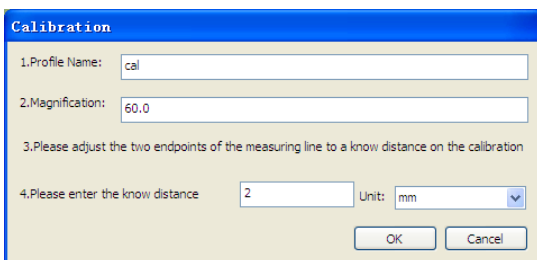 Calibration
1.Profile Name: cal
2.Magnification: 60.0
3.Please adjust the two endpoints of the measuring line to a know distance on the calibration
4.Please enter the know distance 2 Unit: mm
OK Cancel